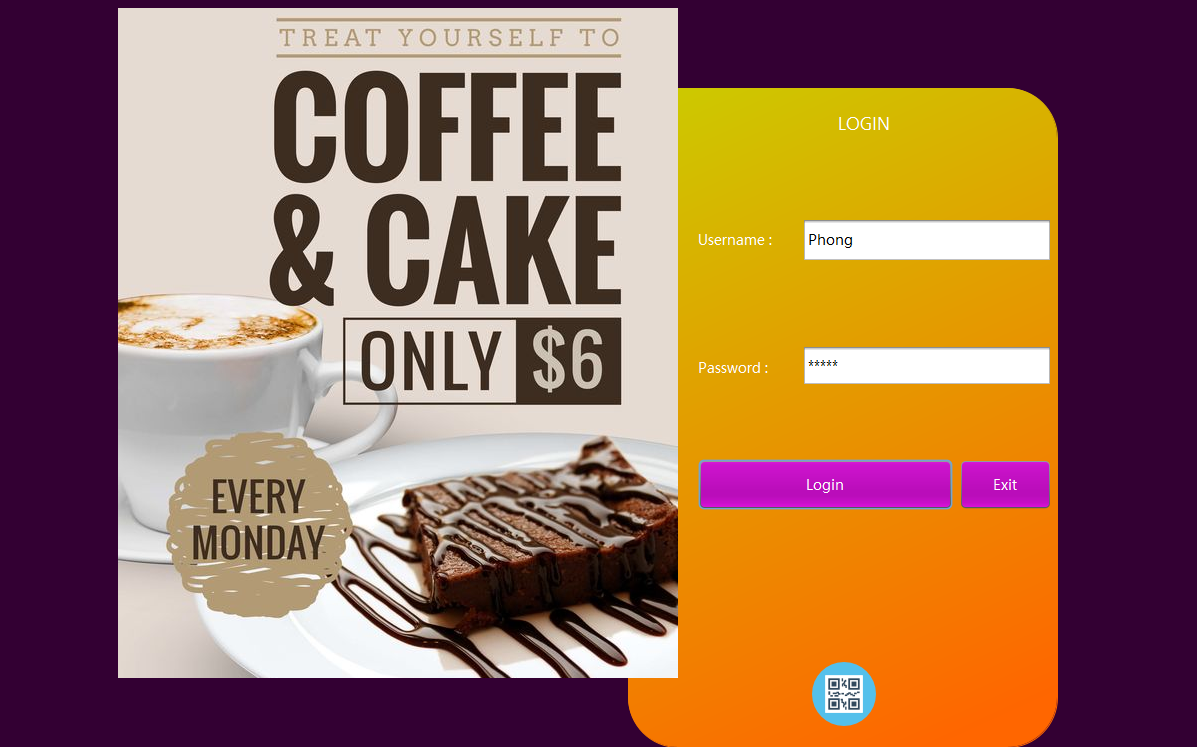 TREAT YOURSELF TO
COFFEE
& CAKE
ONLY $6
EVERY
MONDAY
LOGIN
Username : Phong
Password : *****
Login Exit